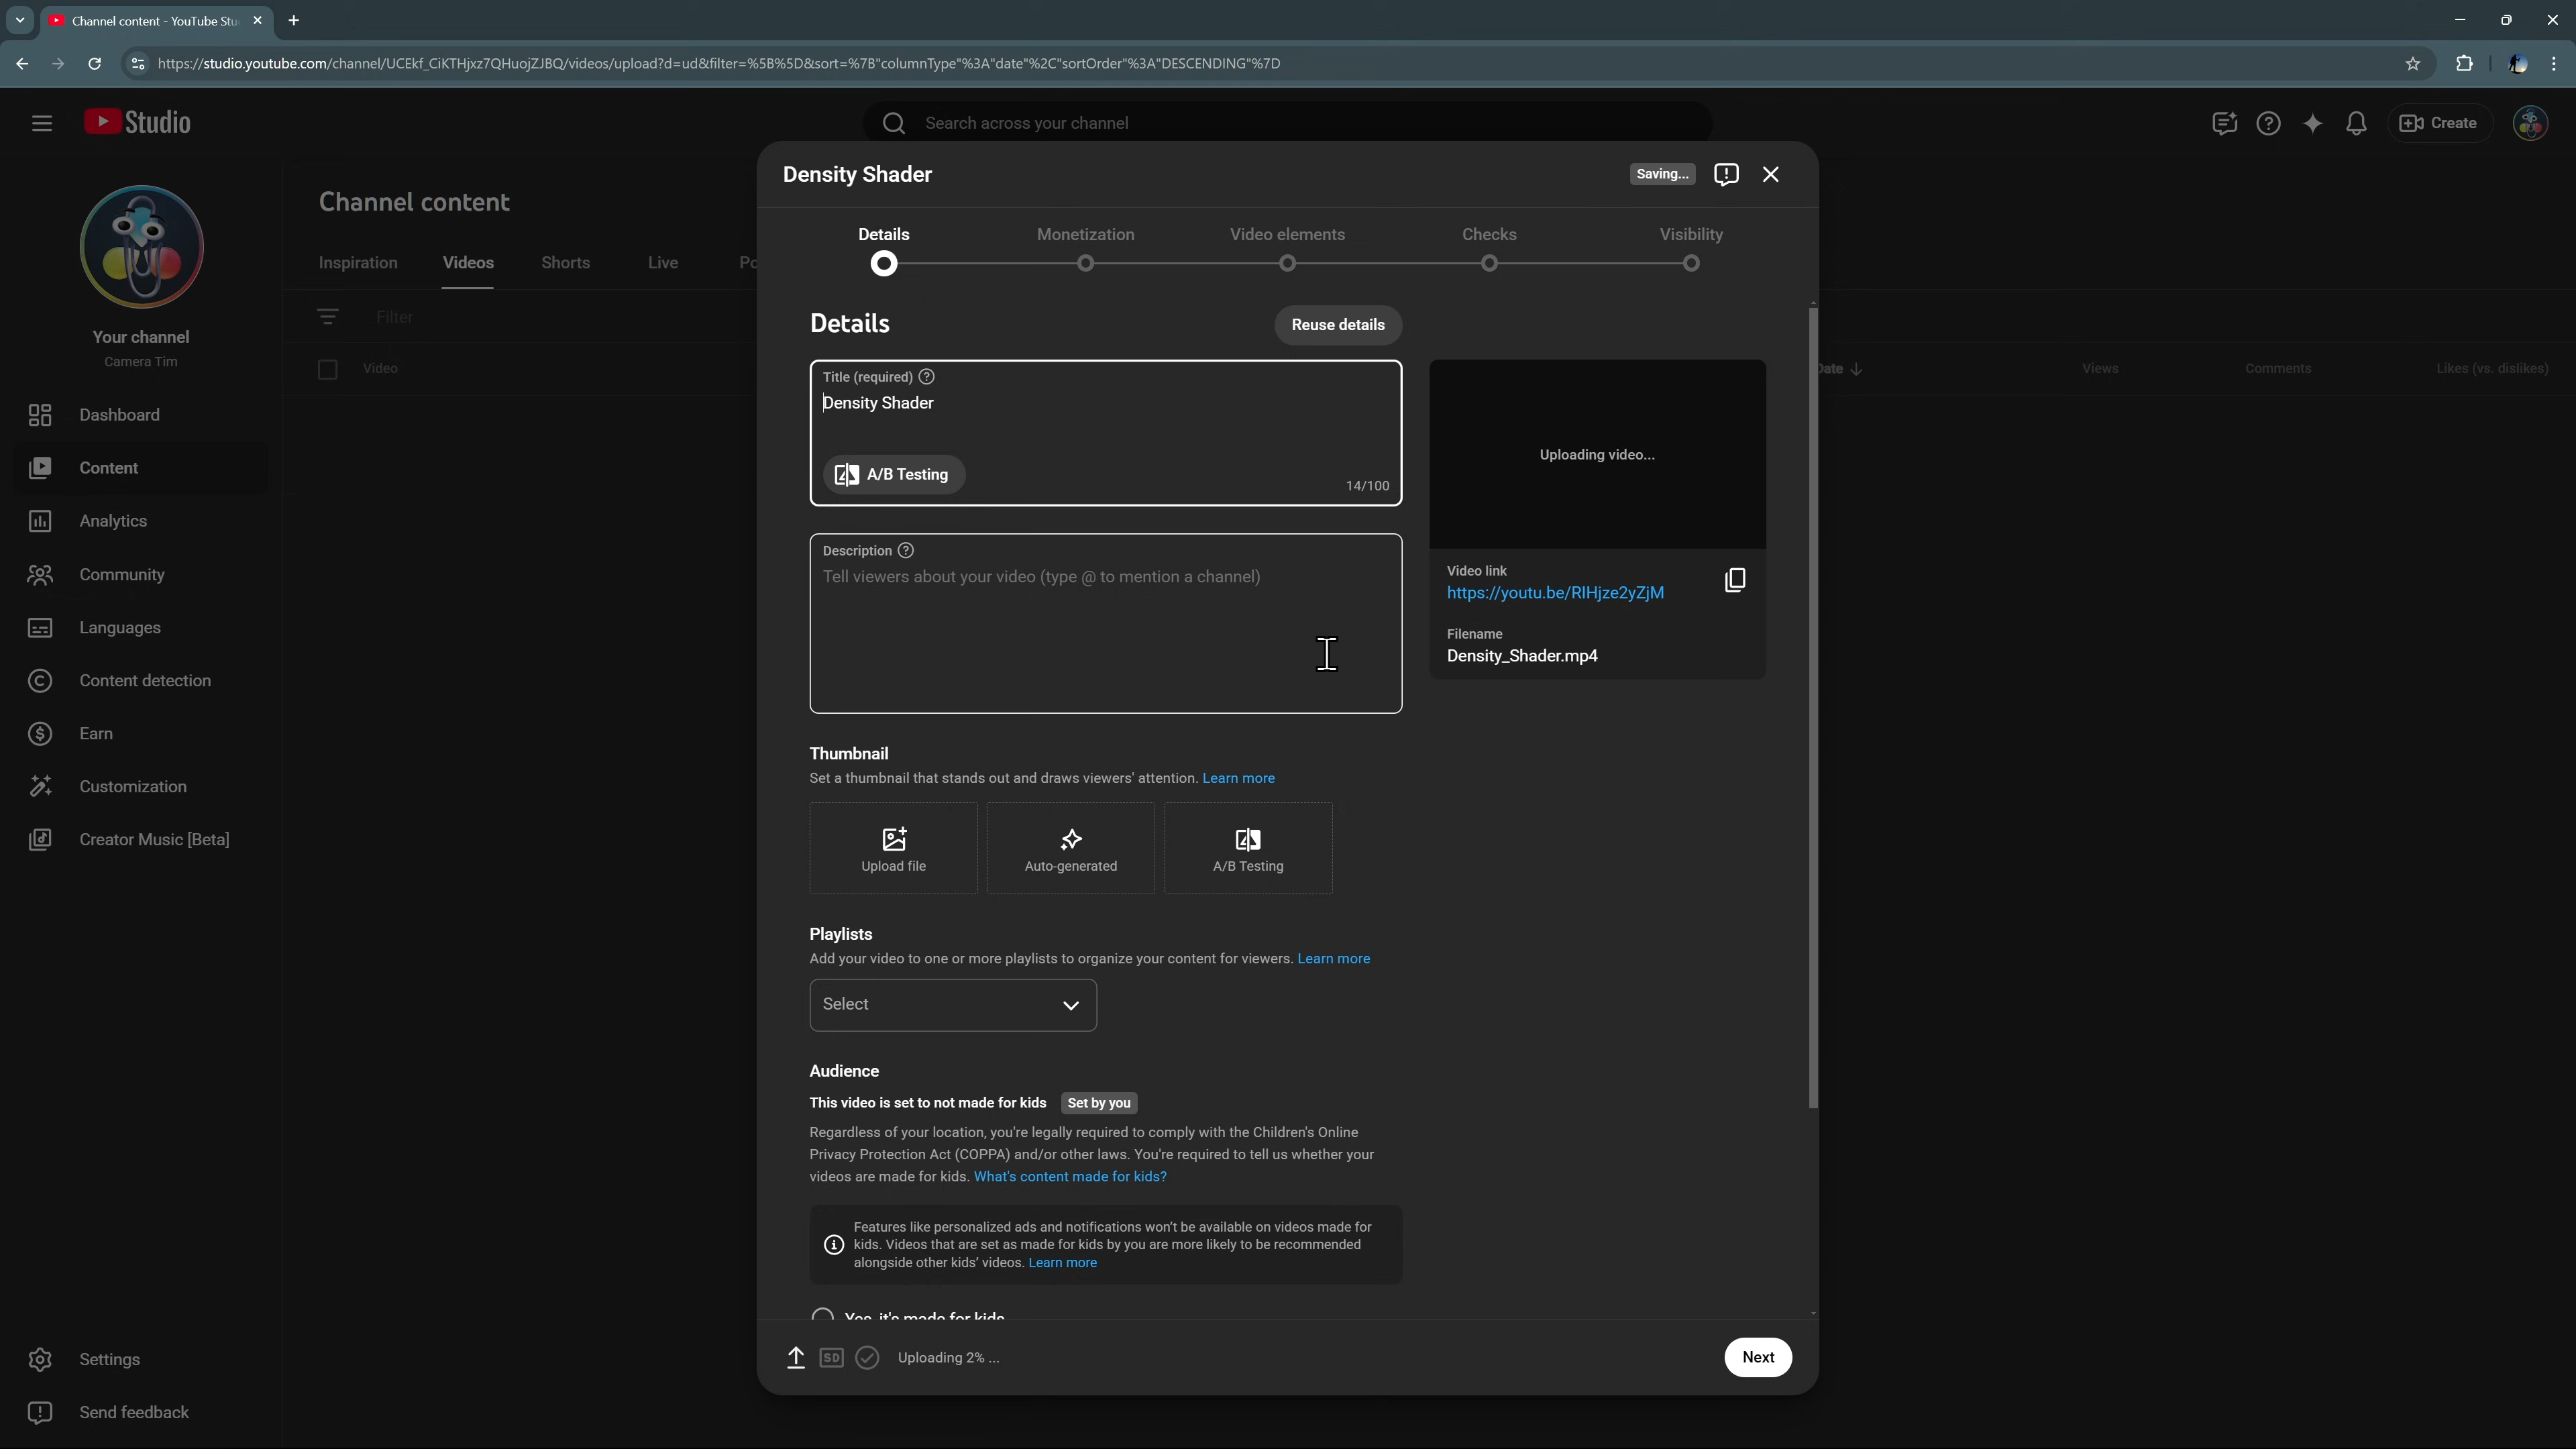 Channel content - YouTube Stu
https://studio.youtube.com/channel/UCEkf_CiKTHjxz7QHuojZJBQ/videos/upload?d=ud&filter=%5B%5D&sort=%7B"columnType"%3A"date"%2C"sortOrder"%3A"DESCENDING"%7D
Studio
Search across your channel
Create
Your channel
Camera Tim
Dashboard
Content
Analytics
Community
Languages
Content detection
Earn
Customization
Creator Music [Beta]
Settings
Send feedback
Channel content
Inspiration
Videos
Shorts
Live
Po
Filter
Video
Date
Views
Comments
Likes (vs. dislikes)
Density Shader
Saving...
Details
Monetization
Video elements
Checks
Visibility
Details
Reuse details
Title (required)
Density Shader
A/B Testing
14/100
Description
Tell viewers about your video (type @ to mention a channel)
Uploading video...
Video link
https://youtu.be/RIHjze2yZjM
Filename
Density_Shader.mp4
Thumbnail
Set a thumbnail that stands out and draws viewers' attention. Learn more
Upload file
Auto-generated
A/B Testing
Playlists
Add your video to one or more playlists to organize your content for viewers. Learn more
Select
Audience
This video is set to not made for kids
Set by you
Regardless of your location, you're legally required to comply with the Children's Online
Privacy Protection Act (COPPA) and/or other laws. You're required to tell us whether your
videos are made for kids. What's content made for kids?
Features like personalized ads and notifications won't be available on videos made for
kids. Videos that are set as made for kids by you are more likely to be recommended
alongside other kids' videos. Learn more
Yes, it's made for kids
SD
Uploading 2% ...
Next